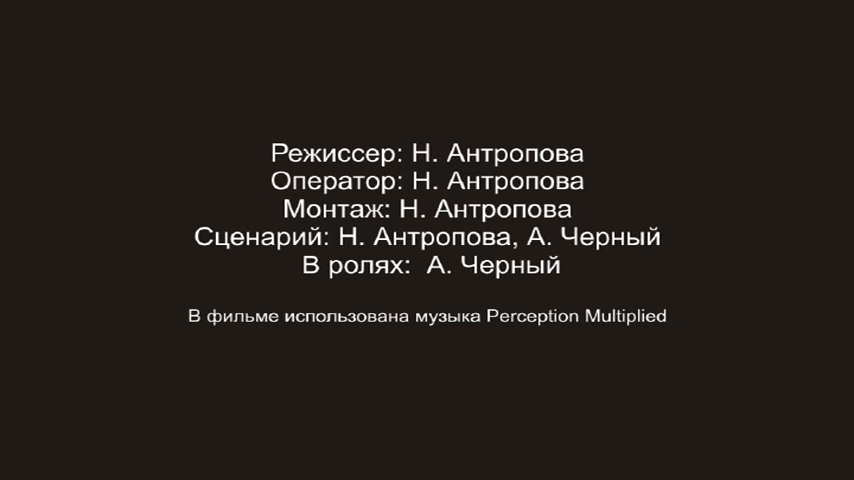 Режиссер: Н. Антропова
Оператор: Н. Антропова
Монтаж: Н. Антропова
Сценарий: Н. Антропова, А. Черный
В ролях: А. Черный
В фильме использована музыка Perception Multiplied